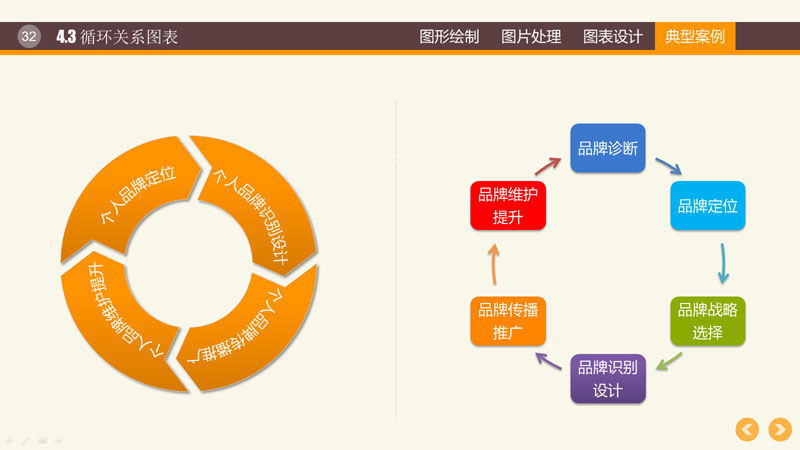 32
4.3 循环关系图表
图形绘制
图片处理
图表设计
典型案例
个人品牌定位
个人品牌识别设计
个人品牌传播推广
个人品牌维护提升
品牌诊断
品牌定位
品牌战略
选择
品牌识别
设计
品牌传播
推广
品牌维护
提升